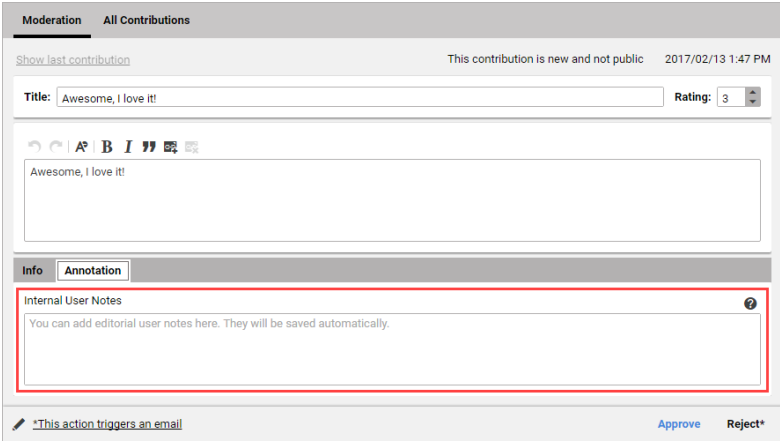 Moderation All Contributions
Show last contribution This contribution is new and not public 2017/02/13 1:47 PM
Title: Awesome, I love it! Rating: 3
B I
Awesome, I love it!
Info Annotation
Internal User Notes ?
You can add editorial user notes here. They will be saved automatically.
*This action triggers an email Approve Reject*